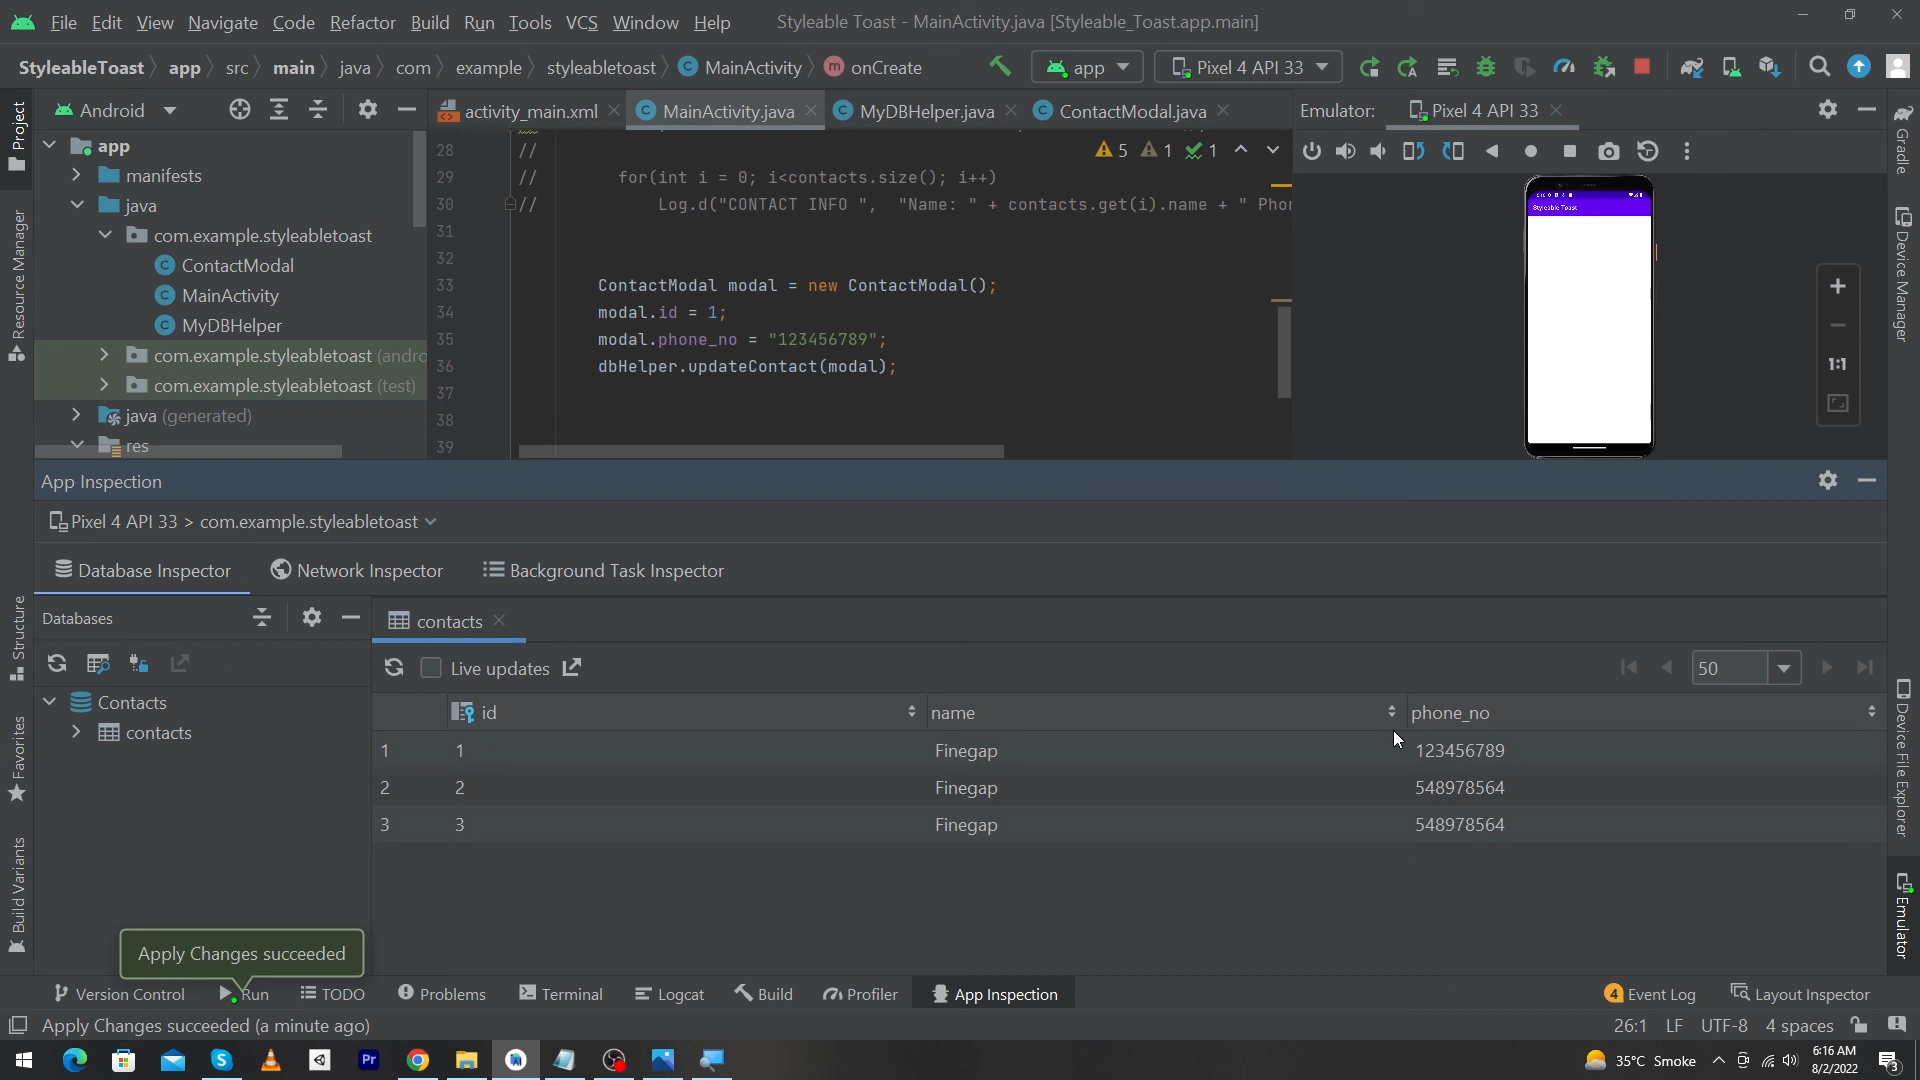 File Edit View Navigate Code Refactor Build Run Tools VCS Window Help Styleable Toast - MainActivity.java [Styleable_Toast.app.main]
StyleableToast app src main java com example styleabletoast MainActivity onCreate app Pixel 4 API 33
Android activity_main.xml MainActivity.java MyDBHelper.java ContactModal.java Emulator: Pixel 4 API 33
Project
Resource Manager
Structure
Favorites
Build Variants
app
manifests
java
com.example.styleabletoast
ContactModal
MainActivity
MyDBHelper
com.example.styleabletoast (andro
com.example.styleabletoast (test)
java (generated)
res
5 1 1
28 //
29 // for(int i = 0; i<contacts.size(); i++)
30 // Log.d("CONTACT INFO ", "Name: " + contacts.get(i).name + " Phon
31
32
33 ContactModal modal = new ContactModal();
34 modal.id = 1;
35 modal.phone_no = "123456789";
36 dbHelper.updateContact(modal);
37
38
39
Styleable Toast
1:1
Gradle
Device Manager
Device File Explorer
Emulator
App Inspection
Pixel 4 API 33 > com.example.styleabletoast
Database Inspector Network Inspector Background Task Inspector
Databases contacts
Live updates 50
Contacts
contacts
id name phone_no
1 1 Finegap 123456789
2 2 Finegap 548978564
3 3 Finegap 548978564
Apply Changes succeeded
Version Control Run TODO Problems Terminal Logcat Build Profiler App Inspection 4 Event Log Layout Inspector
Apply Changes succeeded (a minute ago) 26:1 LF UTF-8 4 spaces
Pr 35°C Smoke 6:16 AM
8/2/2022 3